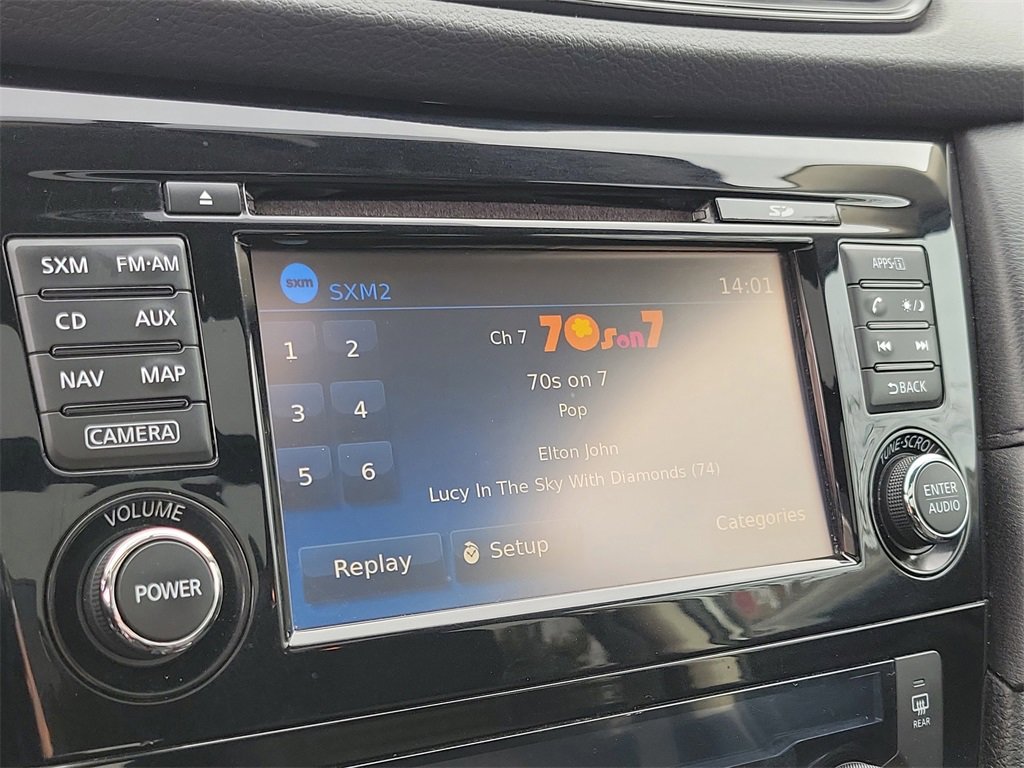 SD
SXM FM·AM
CD AUX
NAV MAP
CAMERA
VOLUME
POWER
sxm SXM2 14:01
1 2
3 4
5 6
Ch 7 70s on 7
70s on 7
Pop
Elton John
Lucy In The Sky With Diamonds (74)
Replay Setup Categories
APPS·i
BACK
TUNE·SCROLL
ENTER
AUDIO
REAR